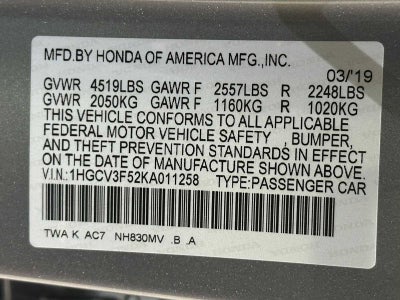 MFD.BY HONDA OF AMERICA MFG.,INC.
03/'19
GVWR 4519LBS GAWR F 2557LBS R 2248LBS
GVWR 2050KG GAWR F 1160KG R 1020KG
THIS VEHICLE CONFORMS TO ALL APPLICABLE
FEDERAL MOTOR VEHICLE SAFETY , BUMPER,
AND THEFT PREVENTION STANDARDS IN EFFECT
ON THE DATE OF MANUFACTURE SHOWN ABOVE.
V.I.N.:1HGCV3F52KA011258 TYPE:PASSENGER CAR
TWA K AC7 NH830MV .B .A